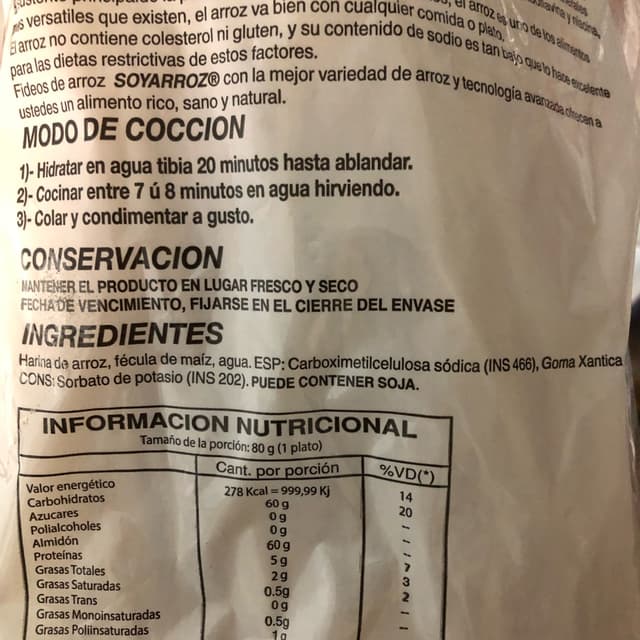 el arroz es uno de los alimentos
más versatiles que existen, el arroz va bien con cualquier comida o plato.
El arroz no contiene colesterol ni gluten, y su contenido de sodio es tan bajo que lo hace excelente
para las dietas restrictivas de estos factores.
Fideos de arroz SOYARROZ® con la mejor variedad de arroz y tecnología avanzada ofrecen a
ustedes un alimento rico, sano y natural.
MODO DE COCCION
1)- Hidratar en agua tibia 20 minutos hasta ablandar.
2)- Cocinar entre 7 ú 8 minutos en agua hirviendo.
3)- Colar y condimentar a gusto.
CONSERVACION
MANTENER EL PRODUCTO EN LUGAR FRESCO Y SECO
FECHA DE VENCIMIENTO, FIJARSE EN EL CIERRE DEL ENVASE
INGREDIENTES
Harina de arroz, fécula de maíz, agua. ESP: Carboximetilcelulosa sódica (INS 466), Goma Xantica
CONS: Sorbato de potasio (INS 202). PUEDE CONTENER SOJA.
INFORMACION NUTRICIONAL
Tamaño de la porción: 80 g (1 plato)
Cant. por porción %VD(*)
Valor energético 278 Kcal = 999,99 Kj 14
Carbohidratos 60 g 20
Azucares 0 g –
Polialcoholes 0 g –
Almidón 60 g –
Proteínas 5 g 7
Grasas Totales 2 g 3
Grasas Saturadas 0.5g 2
Grasas Trans 0 g –
Grasas Monoinsaturadas 0.5g –
Grasas Poliinsaturadas 1g